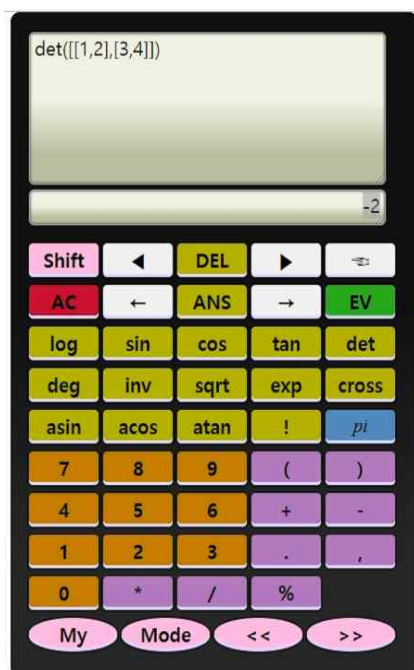 det([[1,2],[3,4]])
-2
Shift ◀ DEL ▶ ☜
AC ← ANS → EV
log sin cos tan det
deg inv sqrt exp cross
asin acos atan ! pi
7 8 9 ( )
4 5 6 + -
1 2 3 . ,
0 * / %
My Mode << >>